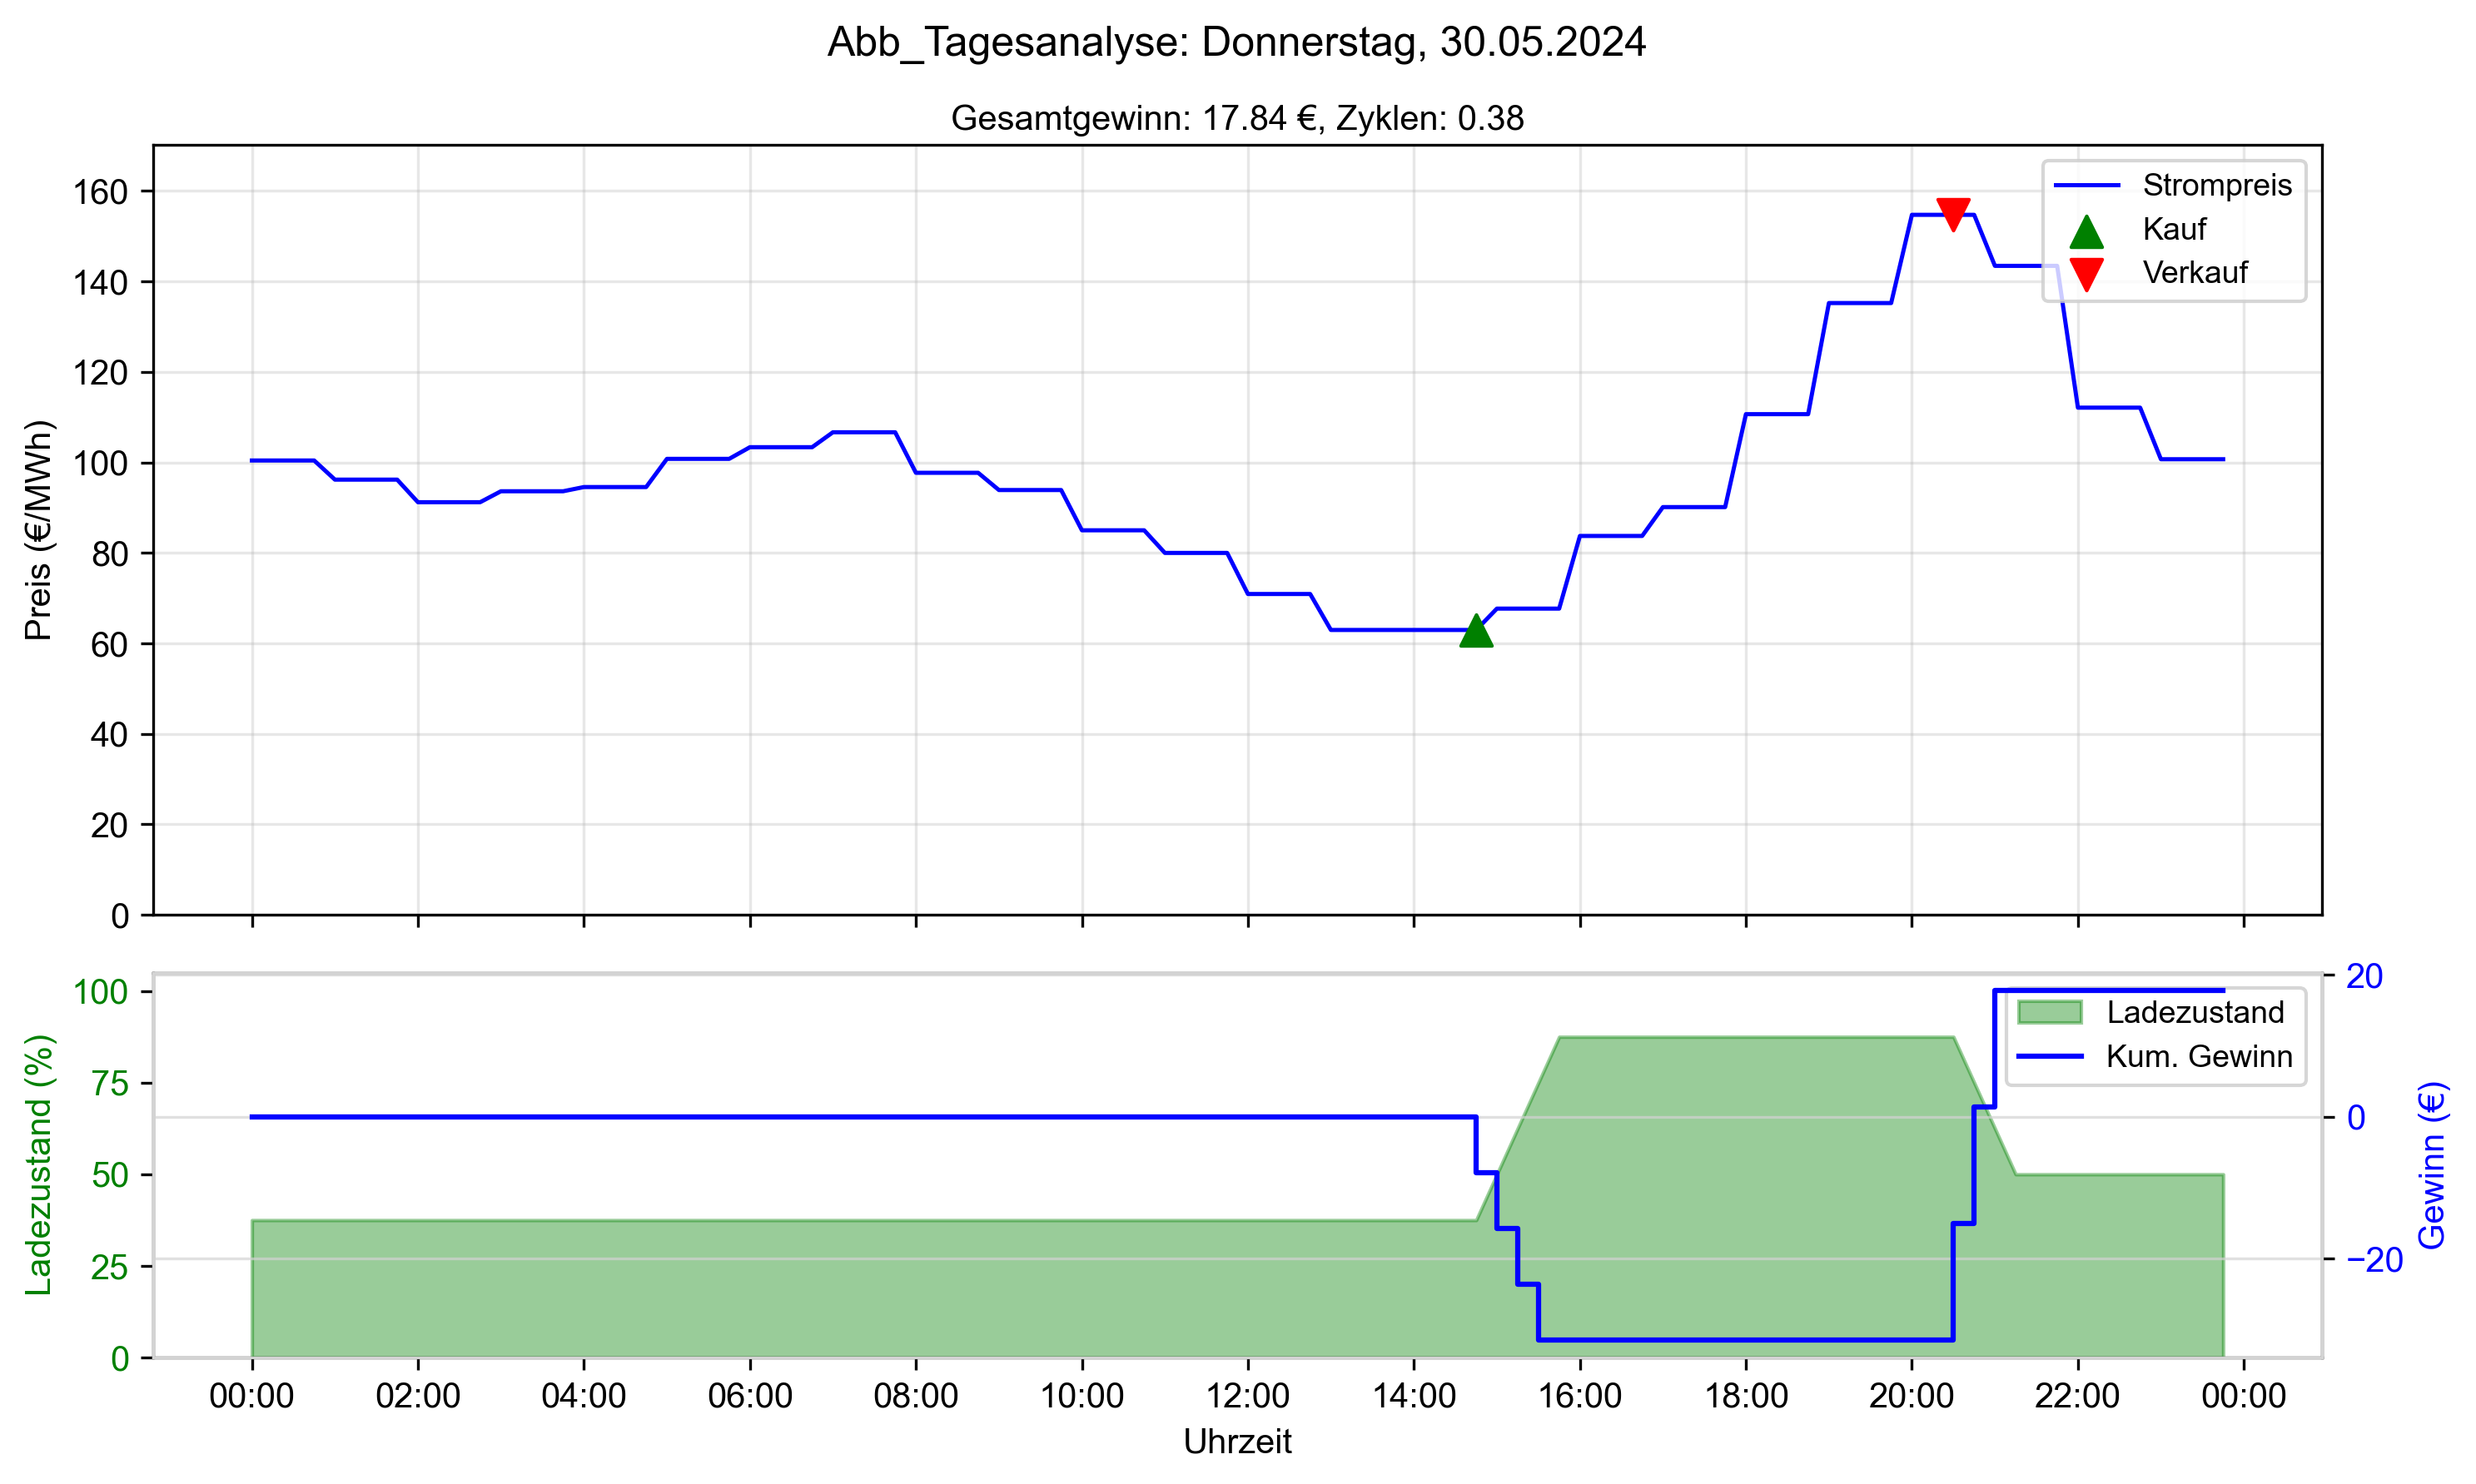 Abb_Tagesanalyse: Donnerstag, 30.05.2024
Gesamtgewinn: 17.84 €, Zyklen: 0.38
Preis (€/MWh)
160
140
120
100
80
60
40
20
0
Strompreis
Kauf
Verkauf
Ladezustand (%)
100
75
50
25
0
Ladezustand
Kum. Gewinn
20
0
−20
Gewinn (€)
00:00 02:00 04:00 06:00 08:00 10:00 12:00 14:00 16:00 18:00 20:00 22:00 00:00
Uhrzeit